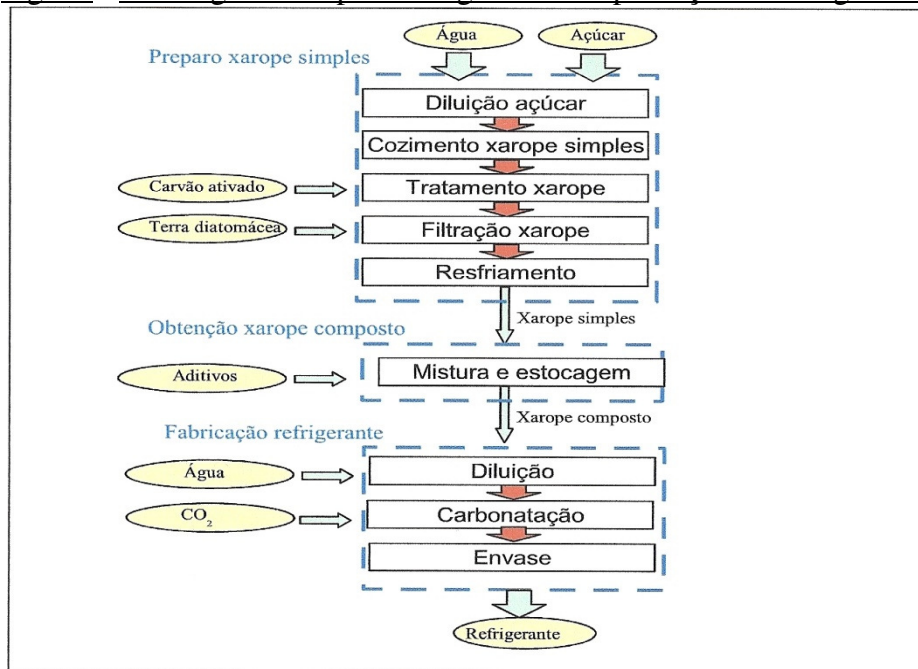 Água
Açúcar
Preparo xarope simples
Diluição açúcar
Cozimento xarope simples
Carvão ativado
Tratamento xarope
Terra diatomácea
Filtração xarope
Resfriamento
Xarope simples
Obtenção xarope composto
Aditivos
Mistura e estocagem
Xarope composto
Fabricação refrigerante
Água
Diluição
CO₂
Carbonatação
Envase
Refrigerante